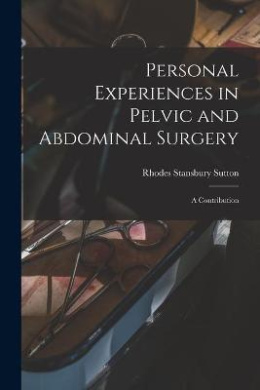 Personal
Experiences in
Pelvic and
Abdominal Surgery
Rhodes Stansbury Sutton
A Contribution